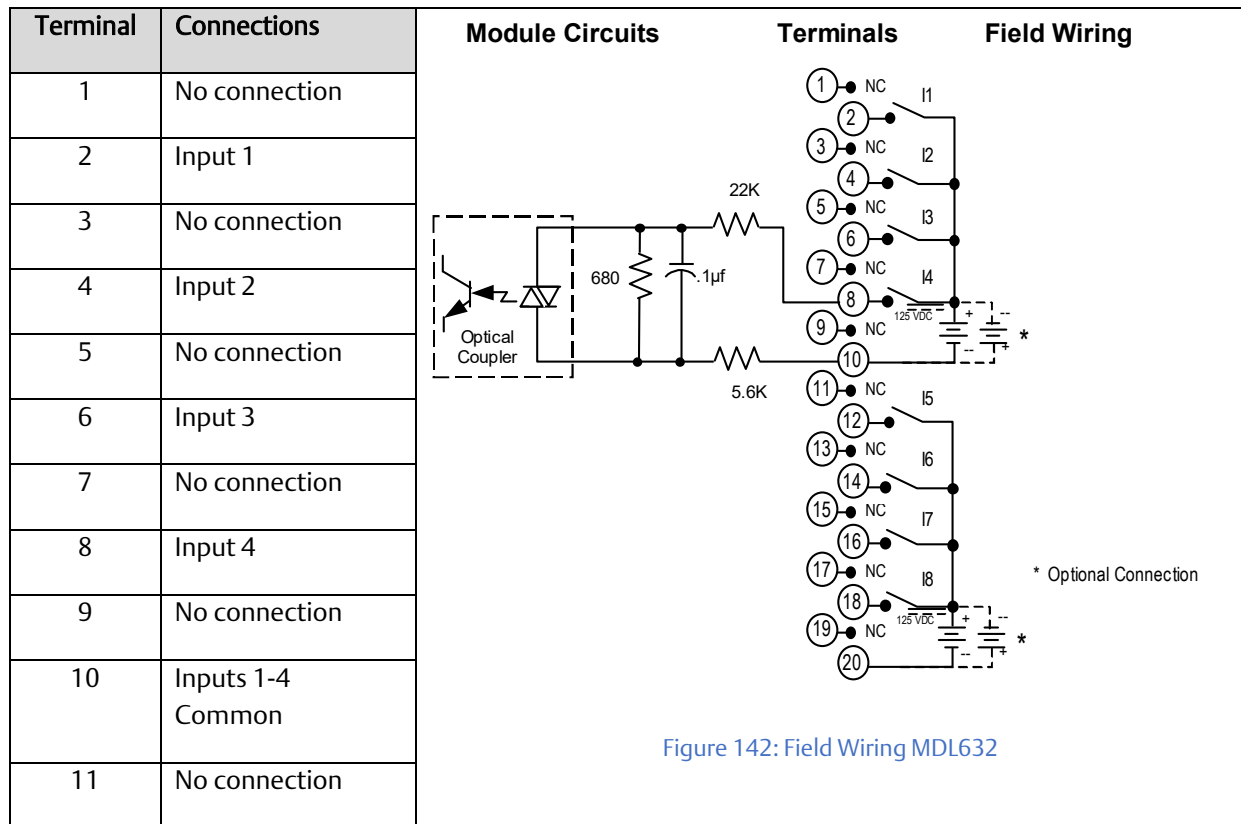 Terminal Connections
1 No connection
2 Input 1
3 No connection
4 Input 2
5 No connection
6 Input 3
7 No connection
8 Input 4
9 No connection
10 Inputs 1-4
Common
11 No connection
Module Circuits Terminals Field Wiring
1 NC I1
2
3 NC I2
4
22K
5 NC I3
6
7 NC I4
680 .1µf
8
125 VDC + --
9 NC
-- + *
Optical
Coupler
10
5.6K
11 NC I5
12
13 NC I6
14
15 NC I7
16
17 NC I8
* Optional Connection
18
125 VDC + --
19 NC
-- + *
20
Figure 142: Field Wiring MDL632